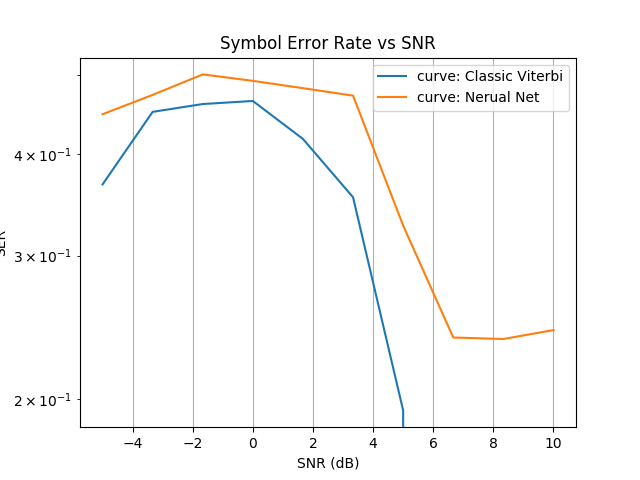 Symbol Error Rate vs SNR
curve: Classic Viterbi
curve: Nerual Net
4 × 10⁻¹
3 × 10⁻¹
2 × 10⁻¹
−4 −2 0 2 4 6 8 10
SNR (dB)